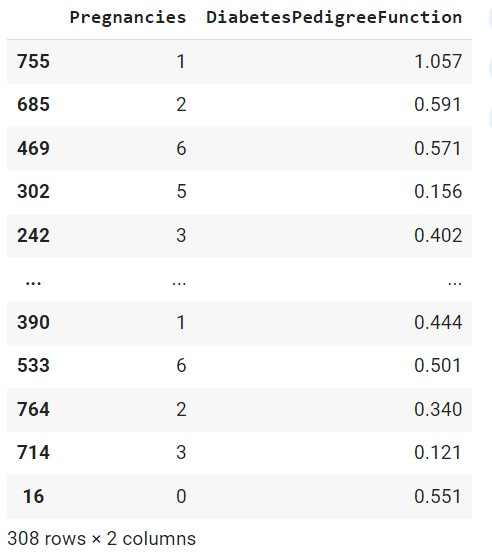 Pregnancies DiabetesPedigreeFunction
755 1 1.057
685 2 0.591
469 6 0.571
302 5 0.156
242 3 0.402
... ... ...
390 1 0.444
533 6 0.501
764 2 0.340
714 3 0.121
16 0 0.551
308 rows × 2 columns